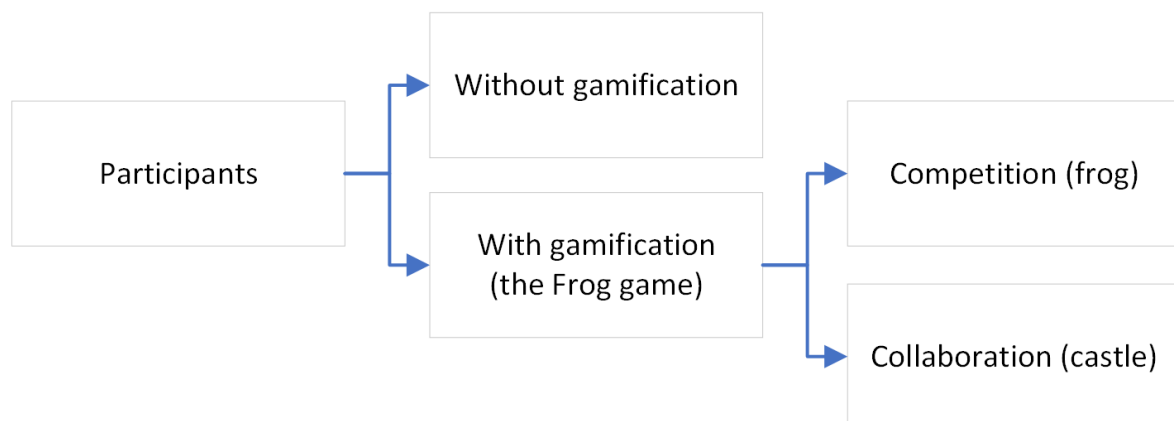 Participants
Without gamification
With gamification
(the Frog game)
Competition (frog)
Collaboration (castle)